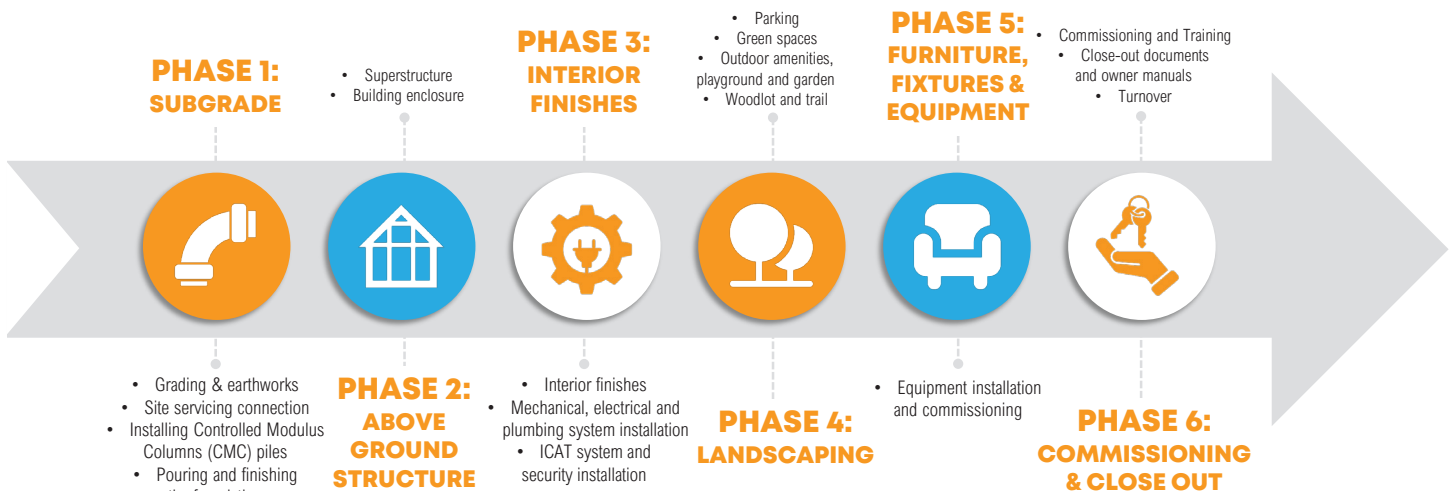 PHASE 1:
SUBGRADE
• Grading & earthworks
• Site servicing connection
• Installing Controlled Modulus
Columns (CMC) piles
• Pouring and finishing
• Superstructure
• Building enclosure
PHASE 2:
ABOVE
GROUND
STRUCTURE
PHASE 3:
INTERIOR
FINISHES
• Interior finishes
• Mechanical, electrical and
plumbing system installation
• ICAT system and
security installation
• Parking
• Green spaces
• Outdoor amenities,
playground and garden
• Woodlot and trail
PHASE 4:
LANDSCAPING
PHASE 5:
FURNITURE,
FIXTURES &
EQUIPMENT
• Equipment installation
and commissioning
• Commissioning and Training
• Close-out documents
and owner manuals
• Turnover
PHASE 6:
COMMISSIONING
& CLOSE OUT